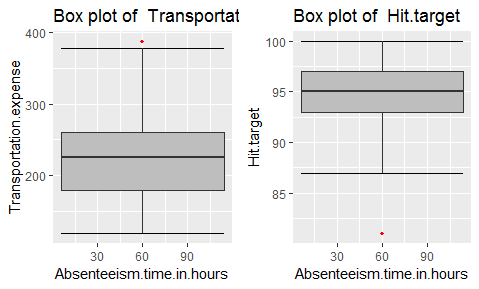 Box plot of  Transportat
Transportation.expense
400
300
200
30 60 90
Absenteeism.time.in.hours
Box plot of  Hit.target
Hit.target
100
95
90
85
30 60 90
Absenteeism.time.in.hours